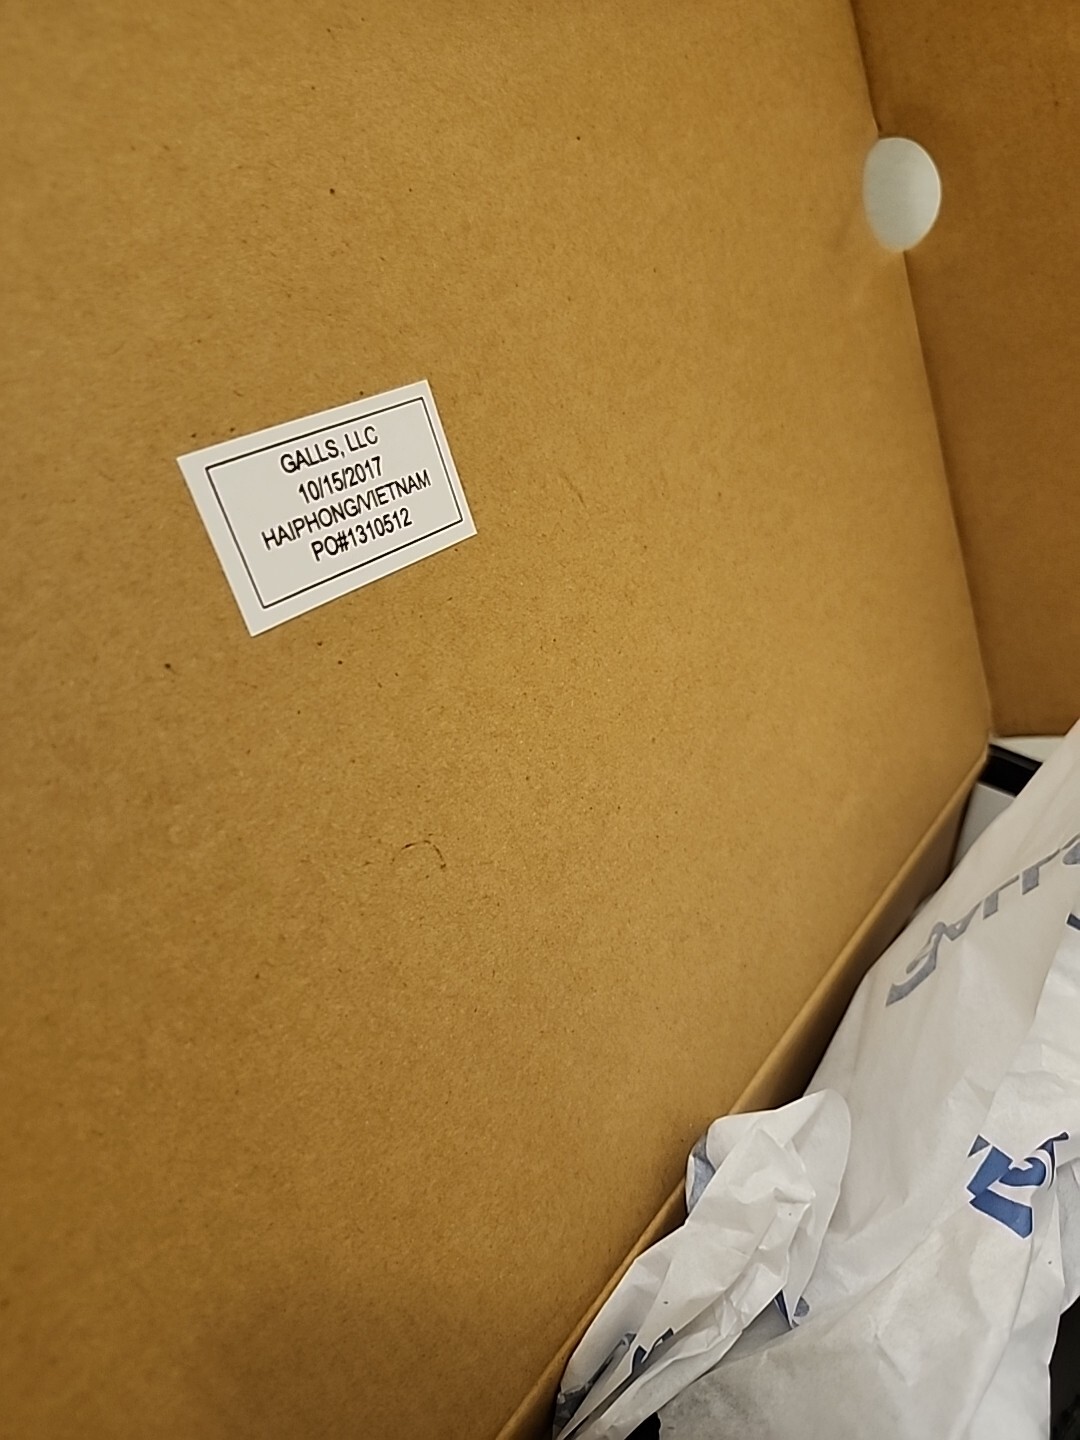 GALLS, LLC
10/15/2017
HAIPHONG/VIETNAM
PO#1310512